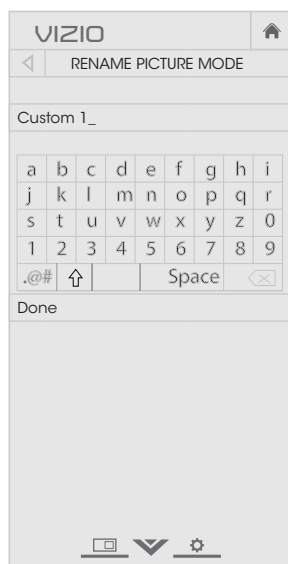 VIZIO
RENAME PICTURE MODE
Custom 1_
a b c d e f g h i
j k l m n o p q r
s t u v w x y z 0
1 2 3 4 5 6 7 8 9
.@# Space
Done